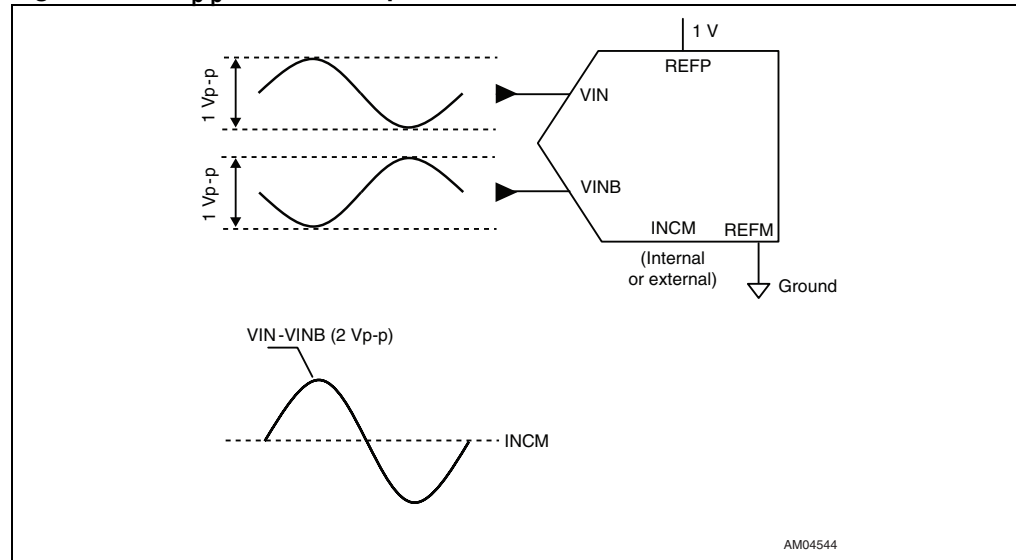 p-p
1 V
REFP
1 Vp-p
VIN
1 Vp-p
VINB
INCM
REFM
(Internal
or external)
Ground
VIN-VINB (2 Vp-p)
INCM
AM04544